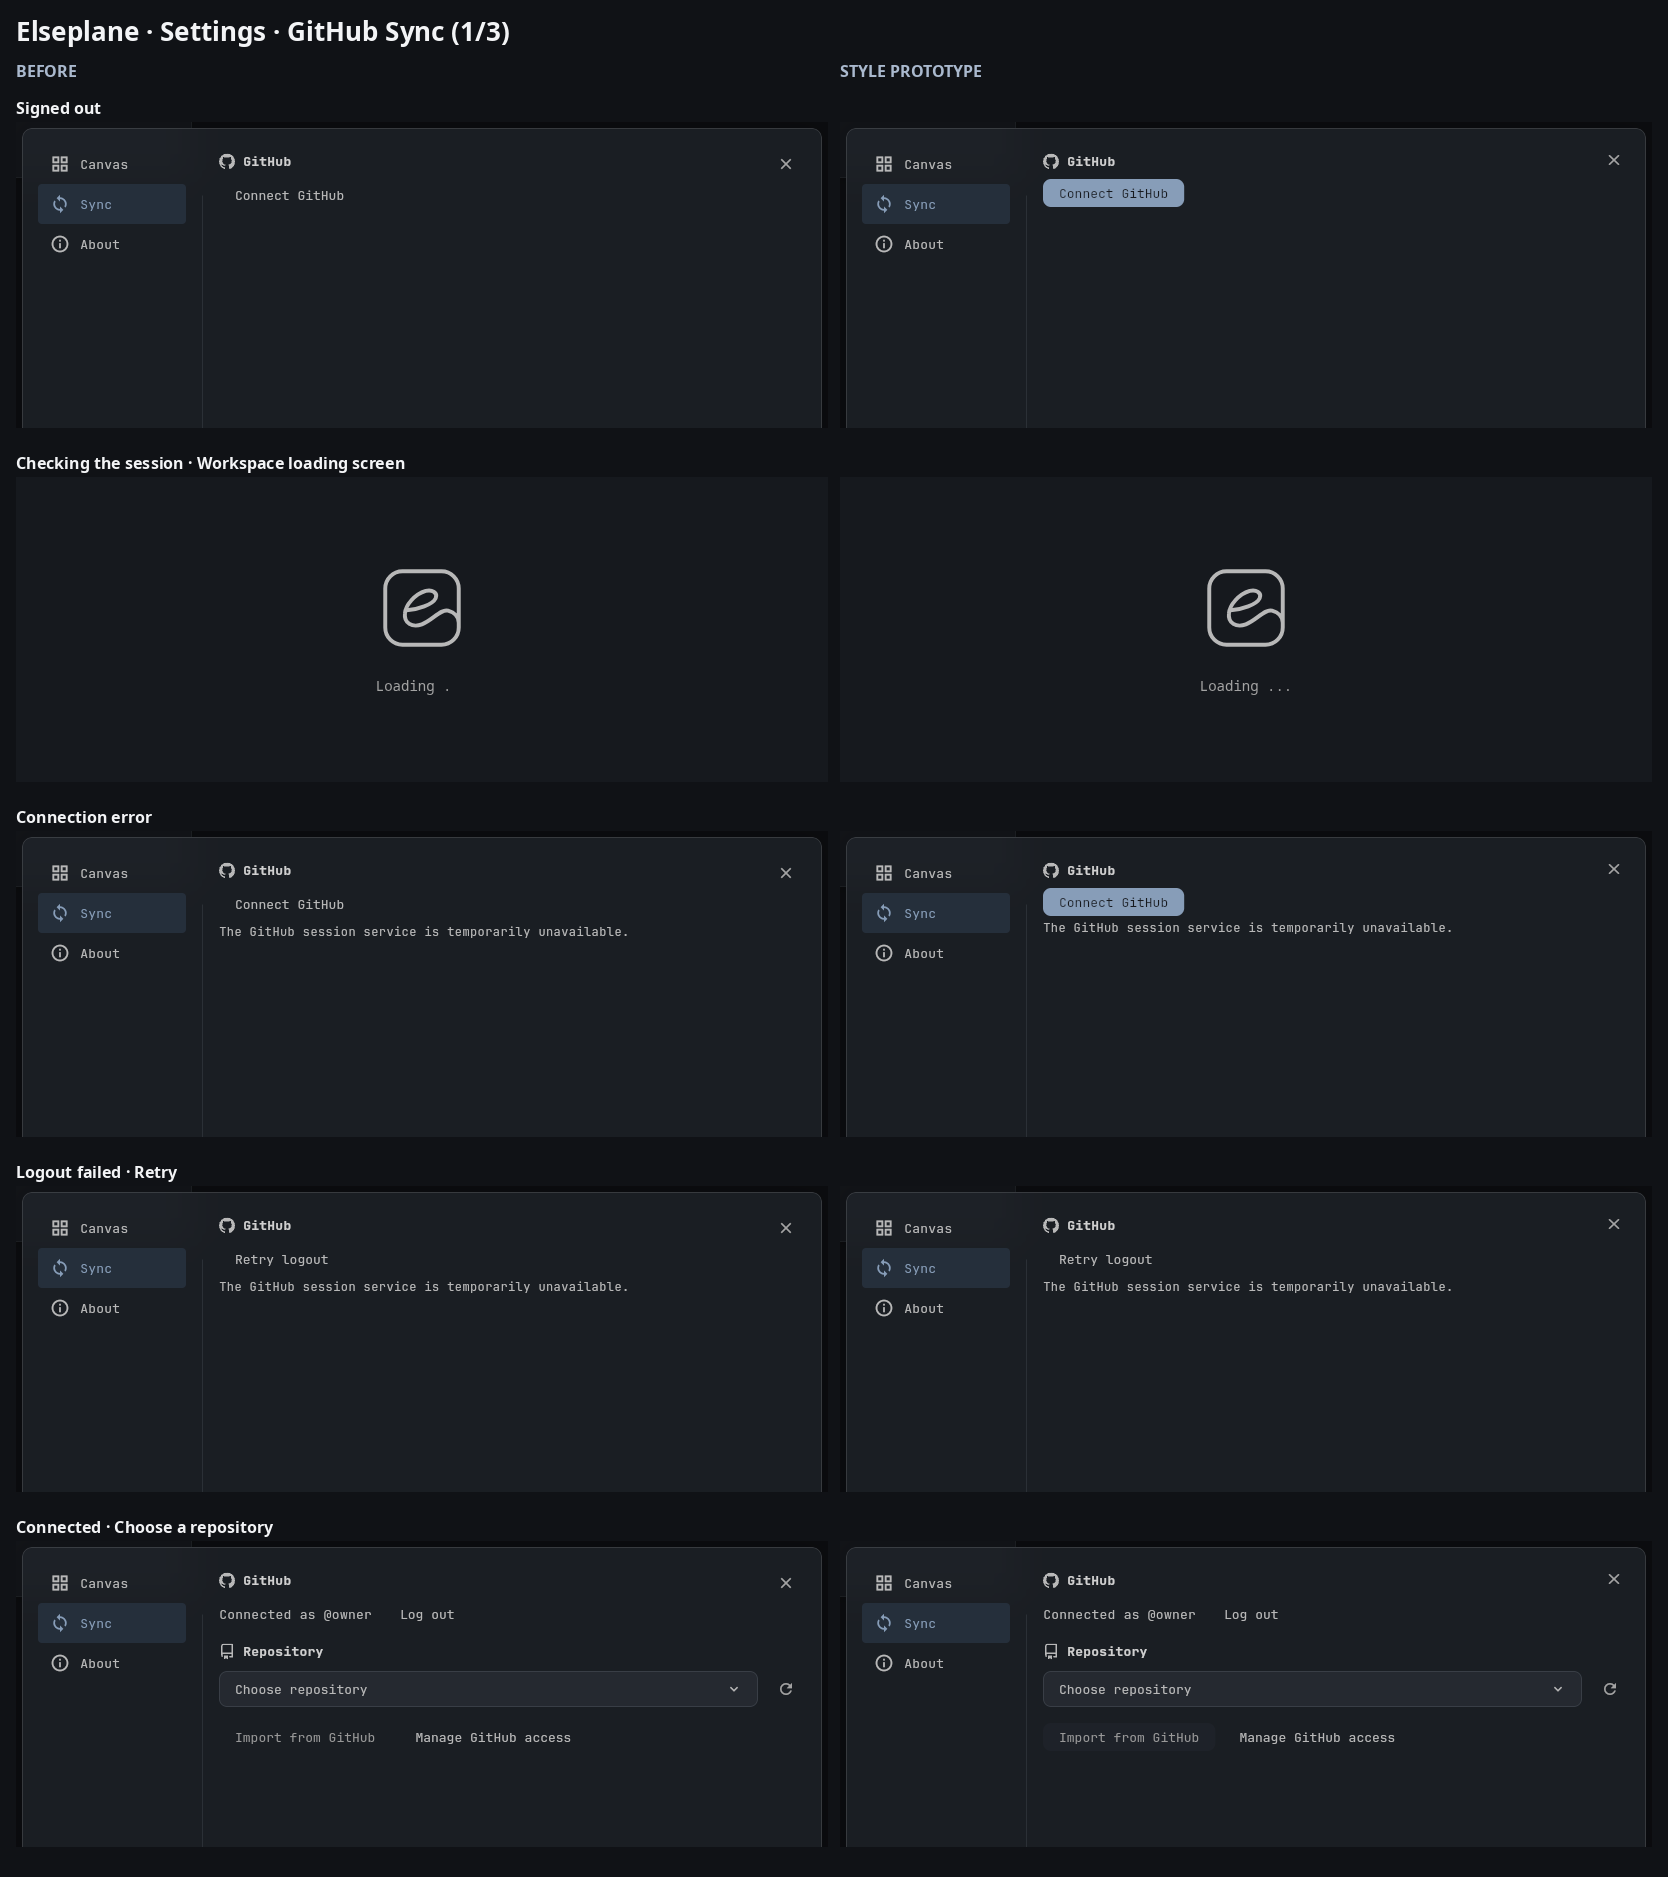 Elseplane · Settings · GitHub Sync (1/3)
BEFORE
STYLE PROTOTYPE
Signed out
Canvas
Sync
About
GitHub
Connect GitHub
Canvas
Sync
About
GitHub
Connect GitHub
Checking the session · Workspace loading screen
Loading .
Loading ...
Connection error
Canvas
Sync
About
GitHub
Connect GitHub
The GitHub session service is temporarily unavailable.
Canvas
Sync
About
GitHub
Connect GitHub
The GitHub session service is temporarily unavailable.
Logout failed · Retry
Canvas
Sync
About
GitHub
Retry logout
The GitHub session service is temporarily unavailable.
Canvas
Sync
About
GitHub
Retry logout
The GitHub session service is temporarily unavailable.
Connected · Choose a repository
Canvas
Sync
About
GitHub
Connected as @owner Log out
Repository
Choose repository
Import from GitHub Manage GitHub access
Canvas
Sync
About
GitHub
Connected as @owner Log out
Repository
Choose repository
Import from GitHub Manage GitHub access